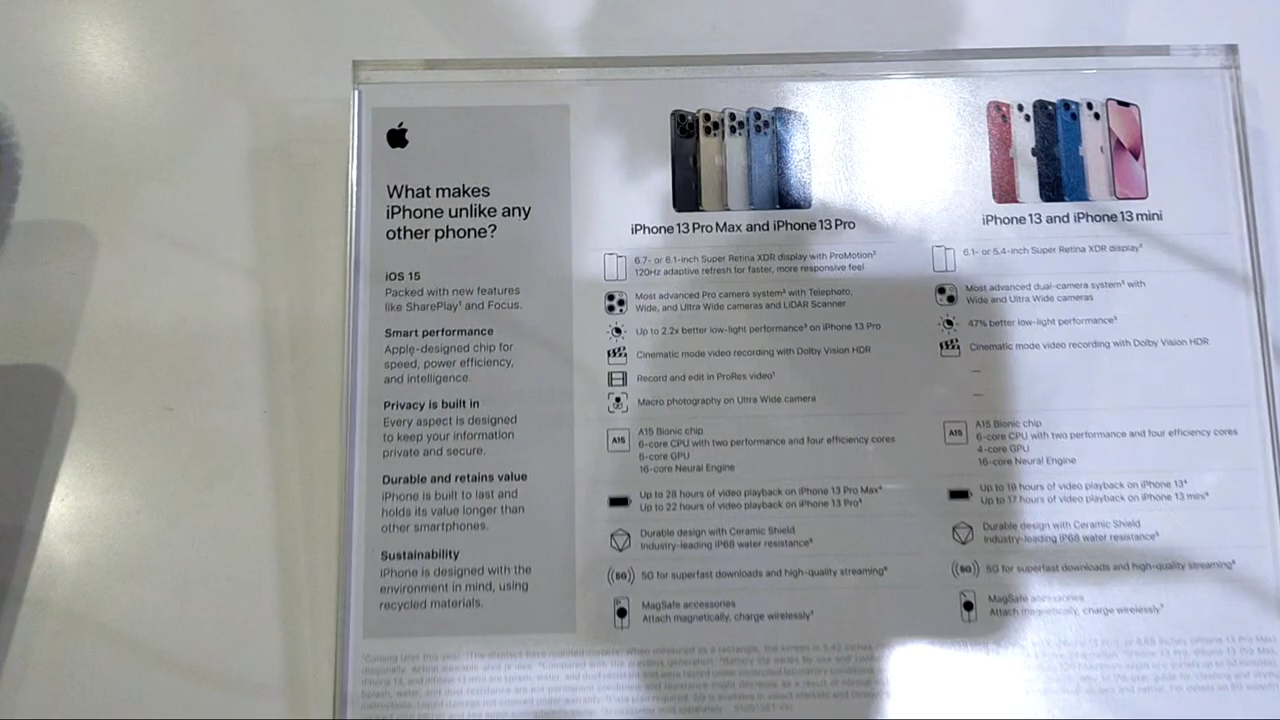 What makes
iPhone unlike any
other phone?
iOS 15
Packed with new features
like SharePlay¹ and Focus.
Smart performance
Apple-designed chip for
speed, power efficiency,
and intelligence.
Privacy is built in
Every aspect is designed
to keep your information
private and secure.
Durable and retains value
iPhone is built to last and
holds its value longer than
other smartphones.
Sustainability
iPhone is designed with the
environment in mind, using
recycled materials.
iPhone 13 Pro Max and iPhone 13 Pro
6.7- or 6.1-inch Super Retina XDR display with ProMotion²
120Hz adaptive refresh for faster, more responsive feel
Most advanced Pro camera system³ with Telephoto,
Wide, and Ultra Wide cameras and LiDAR Scanner
Up to 2.2x better low-light performance³ on iPhone 13 Pro
Cinematic mode video recording with Dolby Vision HDR
Record and edit in ProRes video¹
Macro photography on Ultra Wide camera
A15
A15 Bionic chip
6-core CPU with two performance and four efficiency cores
5-core GPU
16-core Neural Engine
Up to 28 hours of video playback on iPhone 13 Pro Max⁴
Up to 22 hours of video playback on iPhone 13 Pro⁴
Durable design with Ceramic Shield
Industry-leading IP68 water resistance⁵
5G
5G for superfast downloads and high-quality streaming⁶
MagSafe accessories
Attach magnetically, charge wirelessly⁷
iPhone 13 and iPhone 13 mini
6.1- or 5.4-inch Super Retina XDR display²
Most advanced dual-camera system³ with
Wide and Ultra Wide cameras
47% better low-light performance³
Cinematic mode video recording with Dolby Vision HDR
—
—
A15
A15 Bionic chip
6-core CPU with two performance and four efficiency cores
4-core GPU
16-core Neural Engine
Up to 19 hours of video playback on iPhone 13⁴
Up to 17 hours of video playback on iPhone 13 mini⁴
Durable design with Ceramic Shield
Industry-leading IP68 water resistance⁵
5G
5G for superfast downloads and high-quality streaming⁶
MagSafe accessories
Attach magnetically, charge wirelessly⁷